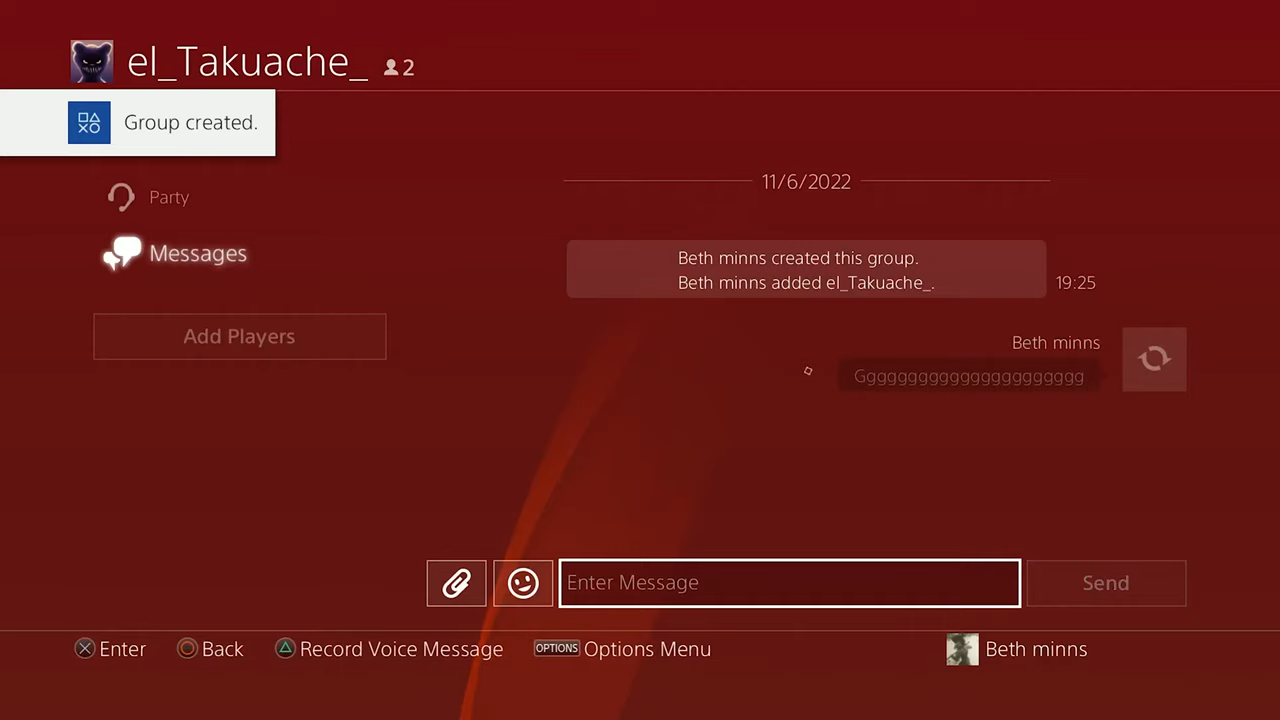 el_Takuache_ 2
Group created.
Party
Messages
Add Players
11/6/2022
Beth minns created this group.
Beth minns added el_Takuache_.
19:25
Beth minns
Gggggggggggggggggggggg
Enter Message
Send
Enter
Back
Record Voice Message
OPTIONS Options Menu
Beth minns